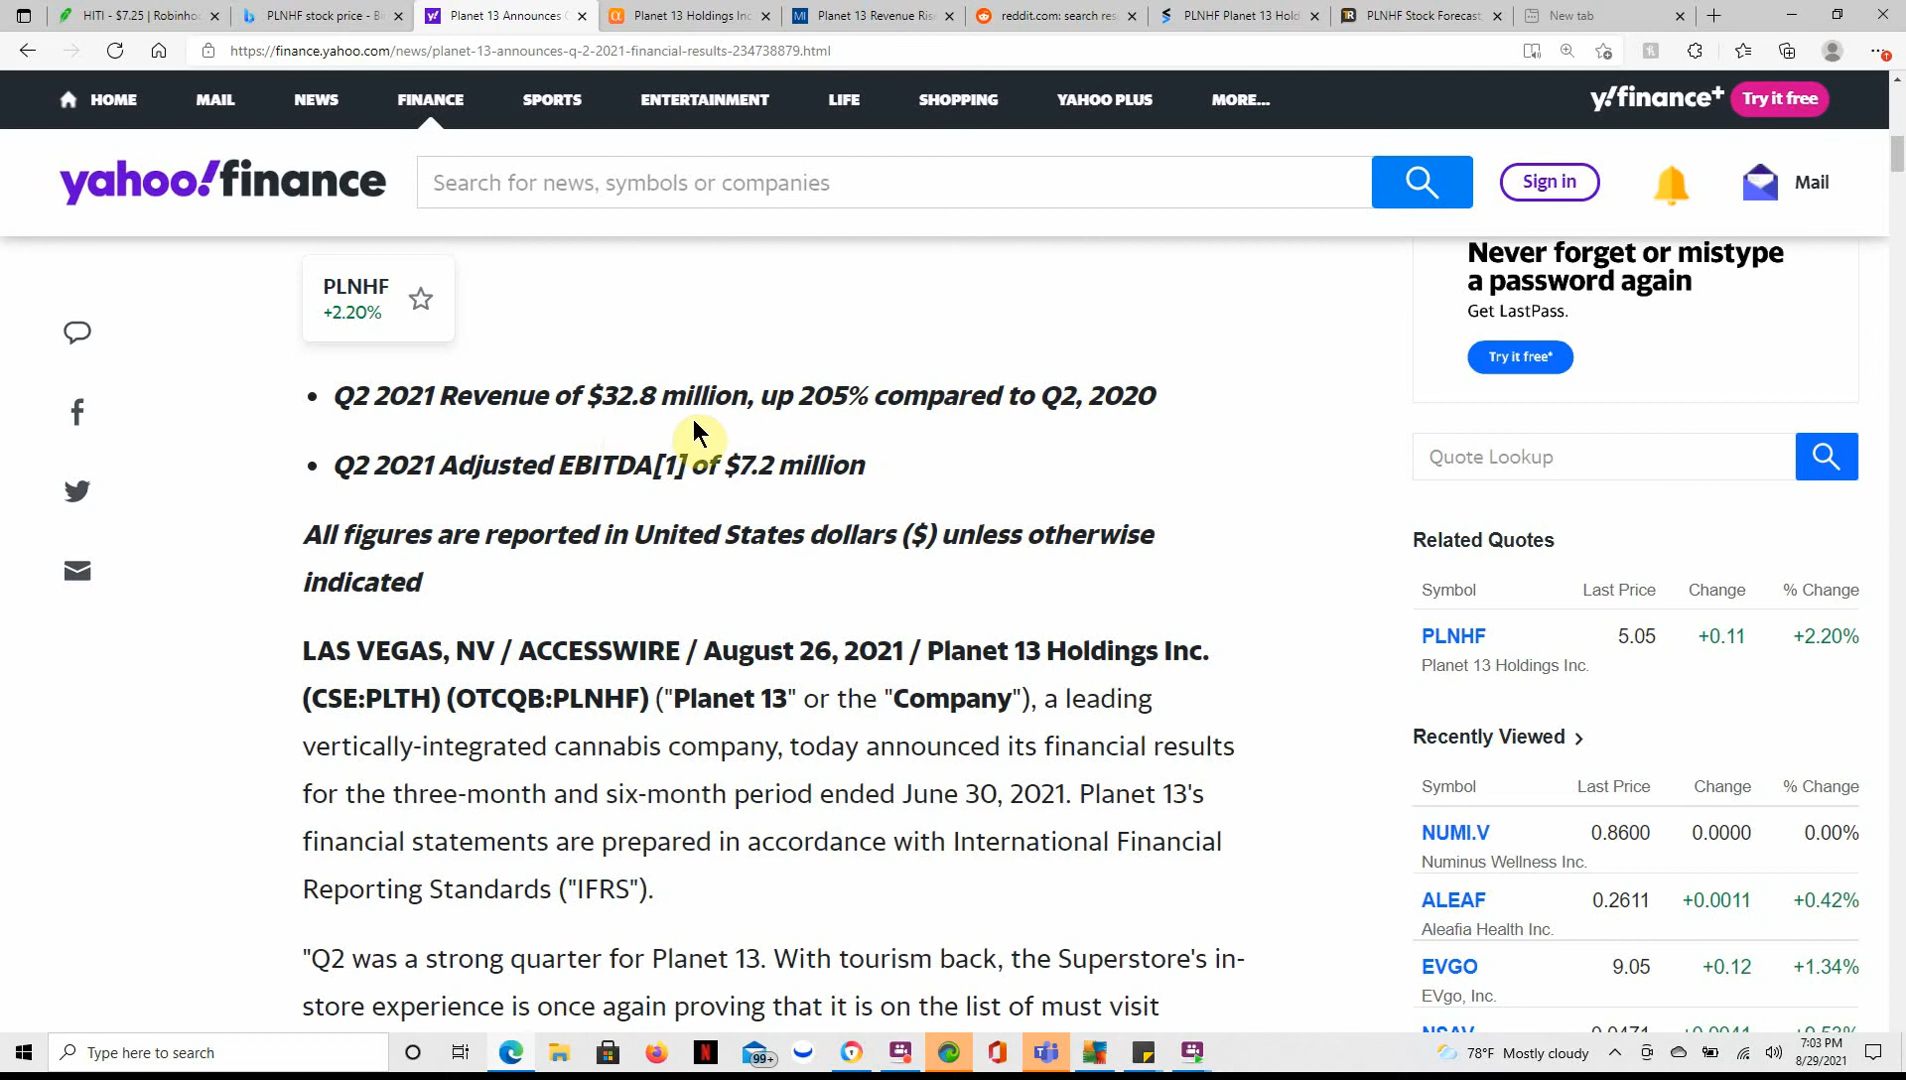 HITI - $7.25 | Robinhoo
PLNHF stock price - Bi
Planet 13 Announces
Planet 13 Holdings Inc
Planet 13 Revenue Ris
reddit.com: search res
PLNHF Planet 13 Hold
PLNHF Stock Forecast
New tab
https://finance.yahoo.com/news/planet-13-announces-q-2-2021-financial-results-234738879.html
HOME MAIL NEWS FINANCE SPORTS ENTERTAINMENT LIFE SHOPPING YAHOO PLUS MORE... y!finance+ Try it free
yahoo!finance Search for news, symbols or companies Sign in Mail
Never forget or mistype
a password again
Get LastPass.
Try it free*
PLNHF
+2.20%
• Q2 2021 Revenue of $32.8 million, up 205% compared to Q2, 2020
• Q2 2021 Adjusted EBITDA[1] of $7.2 million
All figures are reported in United States dollars ($) unless otherwise
indicated
LAS VEGAS, NV / ACCESSWIRE / August 26, 2021 / Planet 13 Holdings Inc.
(CSE:PLTH) (OTCQB:PLNHF) ("Planet 13" or the "Company"), a leading
vertically-integrated cannabis company, today announced its financial results
for the three-month and six-month period ended June 30, 2021. Planet 13's
financial statements are prepared in accordance with International Financial
Reporting Standards ("IFRS").
"Q2 was a strong quarter for Planet 13. With tourism back, the Superstore's in-
store experience is once again proving that it is on the list of must visit
Quote Lookup
Related Quotes
Symbol Last Price Change % Change
PLNHF 5.05 +0.11 +2.20%
Planet 13 Holdings Inc.
Recently Viewed
Symbol Last Price Change % Change
NUMI.V 0.8600 0.0000 0.00%
Numinus Wellness Inc.
ALEAF 0.2611 +0.0011 +0.42%
Aleafia Health Inc.
EVGO 9.05 +0.12 +1.34%
EVgo, Inc.
NSAV 0.0471 +0.0041
Type here to search
99+
78°F Mostly cloudy
7:03 PM
8/29/2021